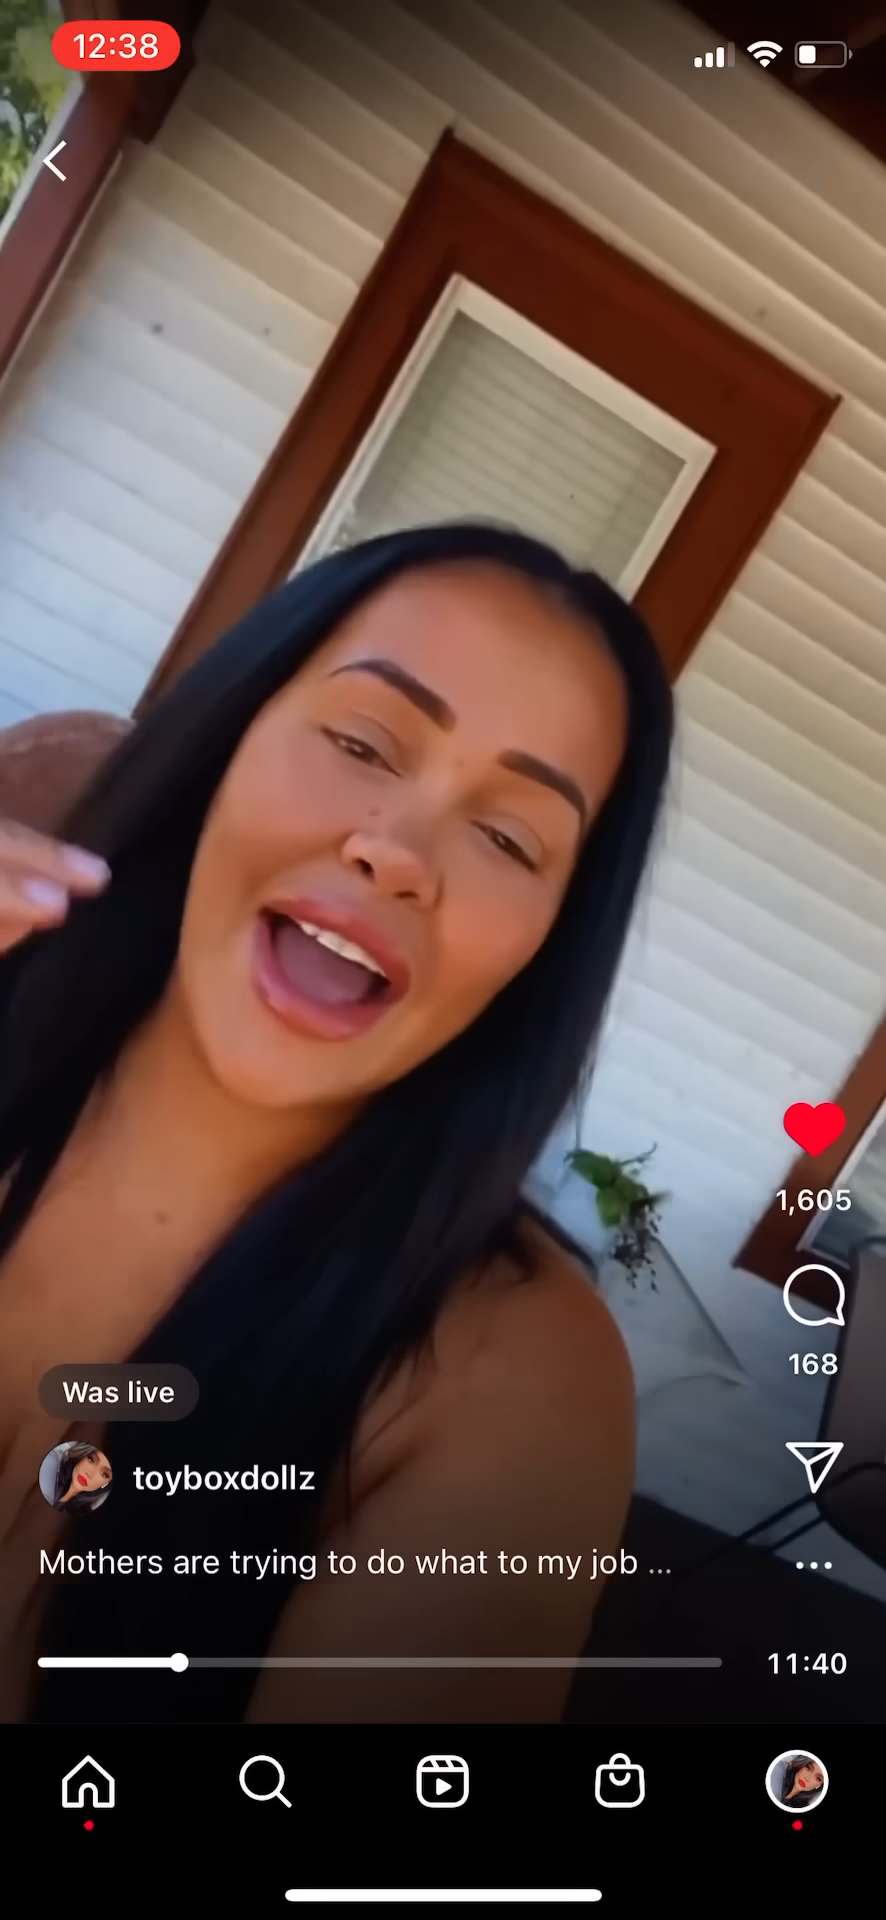 12:38
1,605
168
Was live
toyboxdollz
Mothers are trying to do what to my job ...
11:40